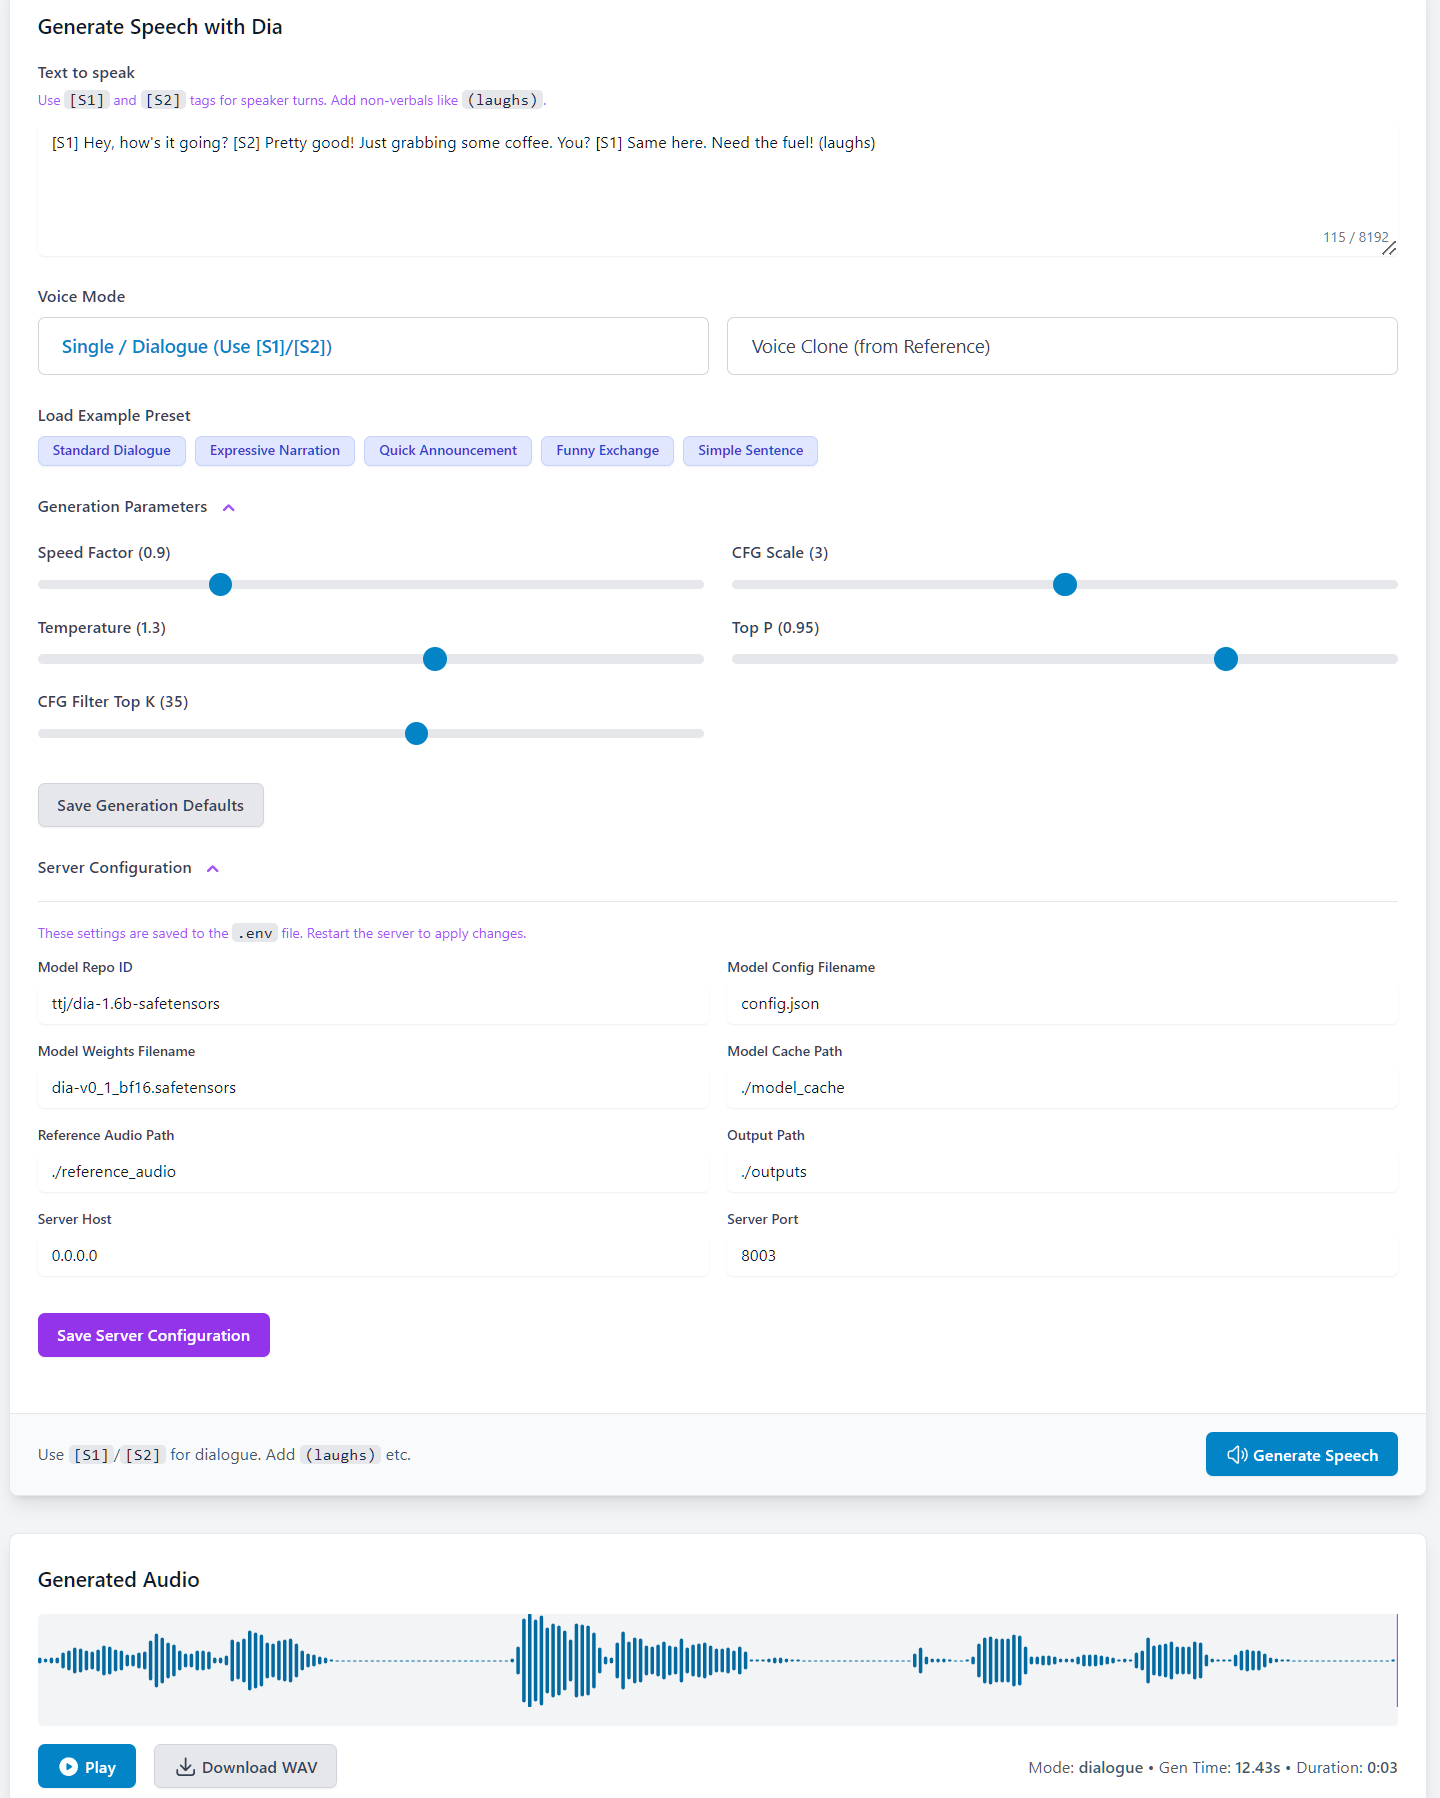 Generate Speech with Dia
Text to speak
Use [S1] and [S2] tags for speaker turns. Add non-verbals like (laughs).
[S1] Hey, how's it going? [S2] Pretty good! Just grabbing some coffee. You? [S1] Same here. Need the fuel! (laughs)
115 / 8192
Voice Mode
Single / Dialogue (Use [S1]/[S2])
Voice Clone (from Reference)
Load Example Preset
Standard Dialogue
Expressive Narration
Quick Announcement
Funny Exchange
Simple Sentence
Generation Parameters
Speed Factor (0.9)
CFG Scale (3)
Temperature (1.3)
Top P (0.95)
CFG Filter Top K (35)
Save Generation Defaults
Server Configuration
These settings are saved to the .env file. Restart the server to apply changes.
Model Repo ID
Model Config Filename
ttj/dia-1.6b-safetensors
config.json
Model Weights Filename
Model Cache Path
dia-v0_1_bf16.safetensors
./model_cache
Reference Audio Path
Output Path
./reference_audio
./outputs
Server Host
Server Port
0.0.0.0
8003
Save Server Configuration
Use [S1]/[S2] for dialogue. Add (laughs) etc.
Generate Speech
Generated Audio
Play
Download WAV
Mode: dialogue • Gen Time: 12.43s • Duration: 0:03